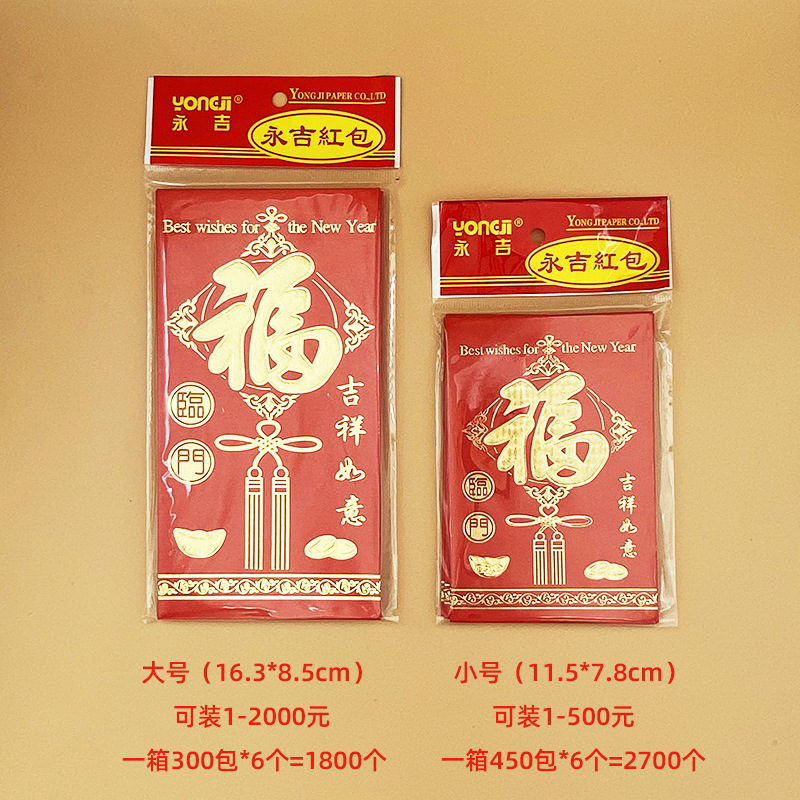 YONGJI®
永吉
YONG JI PAPER CO.,LTD
永吉紅包
Best wishes for the New Year
福
臨
門
吉祥如意
YONGJI®
永吉
YONG JI PAPER CO.,LTD
永吉紅包
Best wishes for the New Year
福
臨
門
吉祥如意
大号（16.3*8.5cm）
可装1-2000元
一箱300包*6个=1800个
小号（11.5*7.8cm）
可装1-500元
一箱450包*6个=2700个